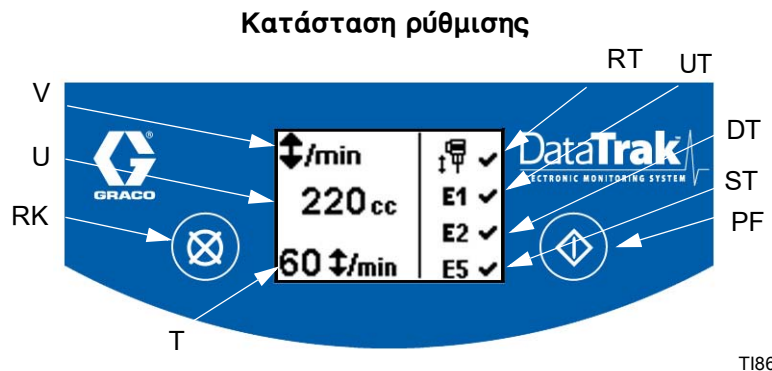 Κατάσταση ρύθμισης
RT
UT
V
U
RK
T
DT
ST
PF
GRACO
↕/min
220 cc
60 ↕/min
↕ ✓
E1 ✓
E2 ✓
E5 ✓
DataTrak
ELECTRONIC MONITORING SYSTEM
TI86